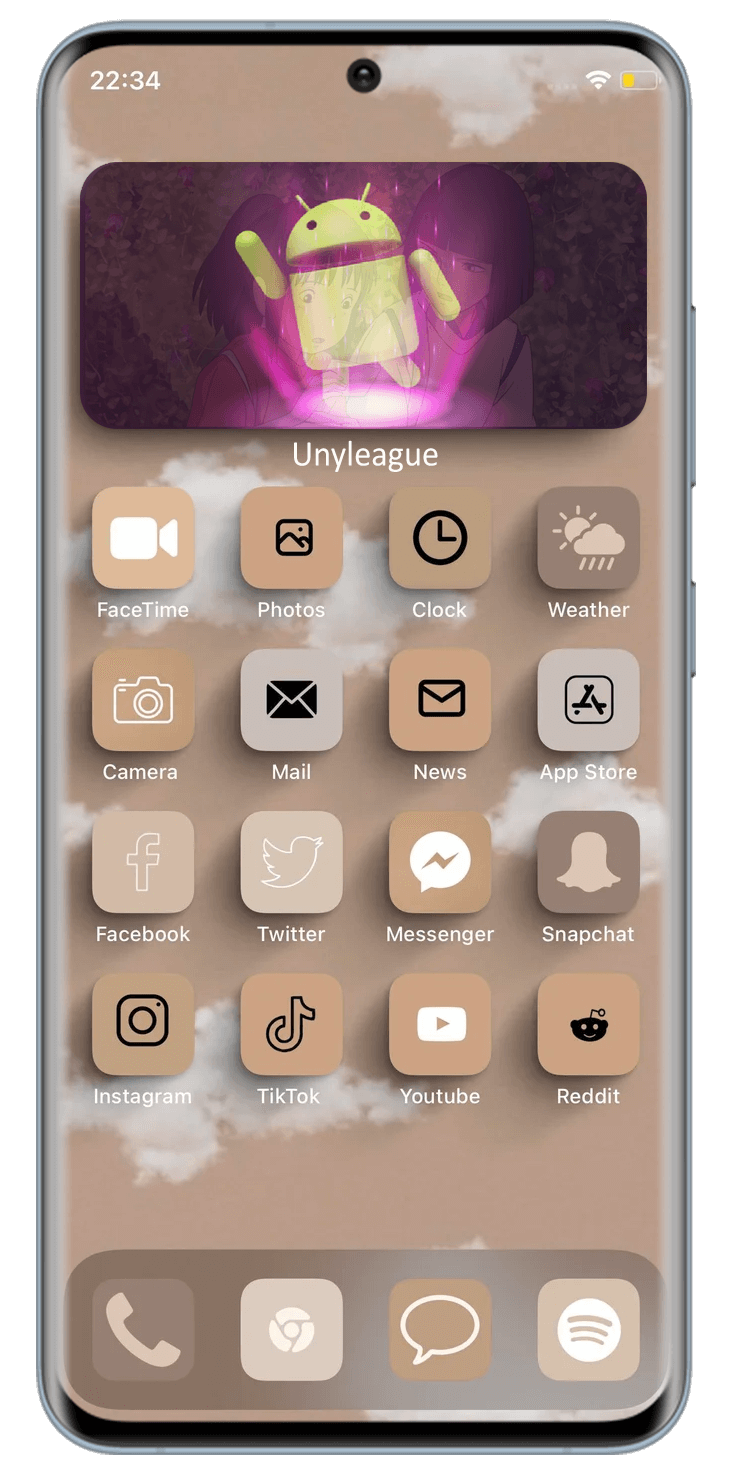 22:34
Unyleague
FaceTime Photos Clock Weather
Camera Mail News App Store
Facebook Twitter Messenger Snapchat
Instagram TikTok Youtube Reddit